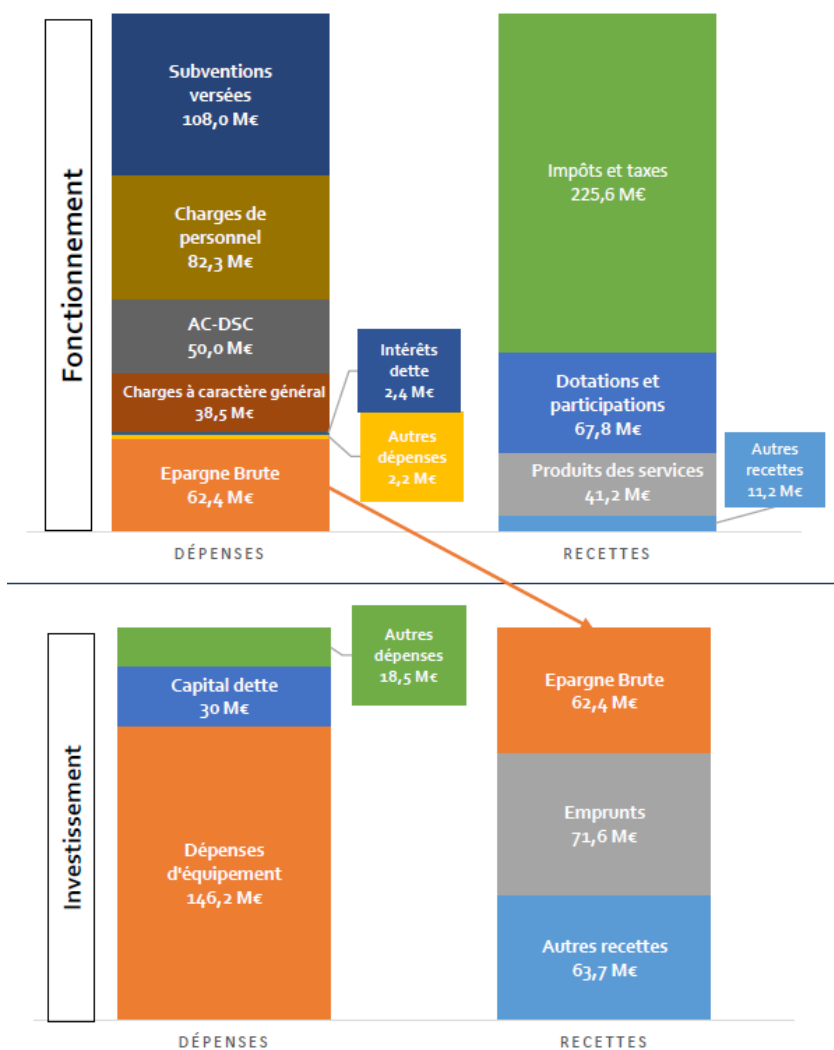 Fonctionnement
Subventions
versées
108,0 M€
Charges de
personnel
82,3 M€
AC-DSC
50,0 M€
Charges à caractère général
38,5 M€
Epargne Brute
62,4 M€
Intérêts
dette
2,4 M€
Autres
dépenses
2,2 M€
DÉPENSES
Impôts et taxes
225,6 M€
Dotations et
participations
67,8 M€
Produits des services
41,2 M€
Autres
recettes
11,2 M€
RECETTES
Investissement
Autres
dépenses
18,5 M€
Capital dette
30 M€
Dépenses
d'équipement
146,2 M€
DÉPENSES
Epargne Brute
62,4 M€
Emprunts
71,6 M€
Autres recettes
63,7 M€
RECETTES